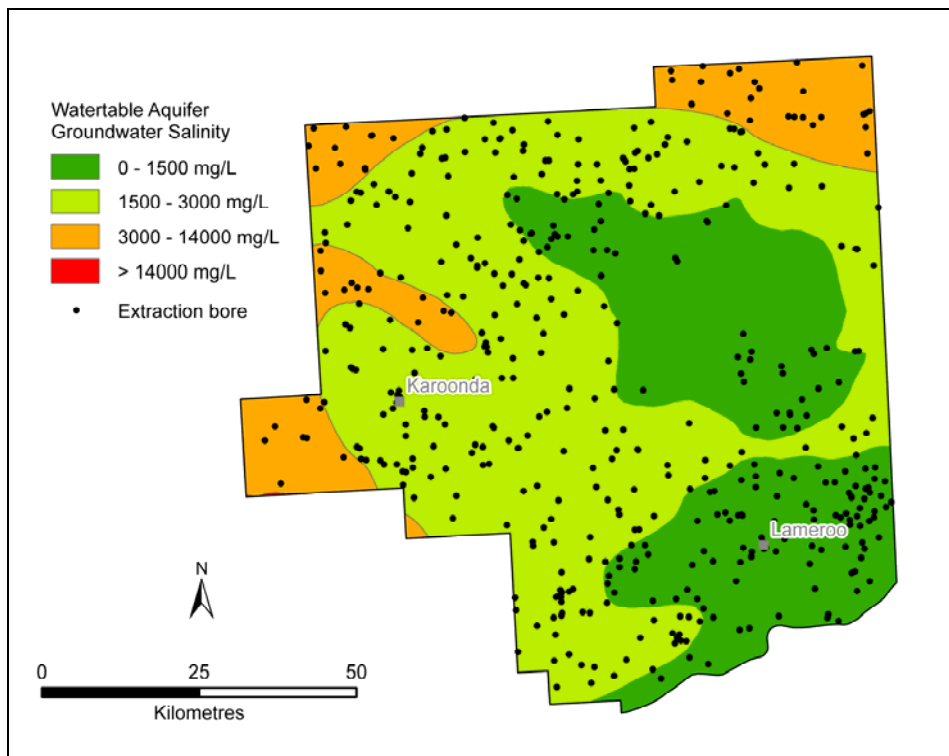 Watertable Aquifer
Groundwater Salinity
0 - 1500 mg/L
1500 - 3000 mg/L
3000 - 14000 mg/L
> 14000 mg/L
Extraction bore
Karoonda
Lameroo
N
0 25 50
Kilometres